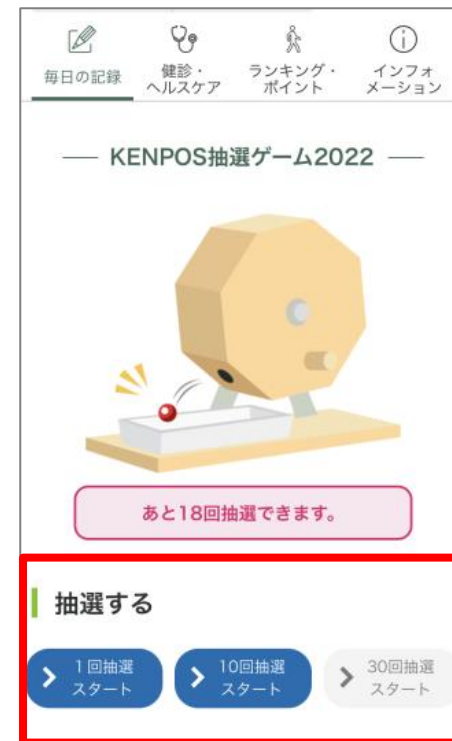 毎日の記録
健診・
ヘルスケア
ランキング・
ポイント
インフォ
メーション
KENPOS抽選ゲーム2022
あと18回抽選できます。
抽選する
1回抽選
スタート
10回抽選
スタート
30回抽選
スタート